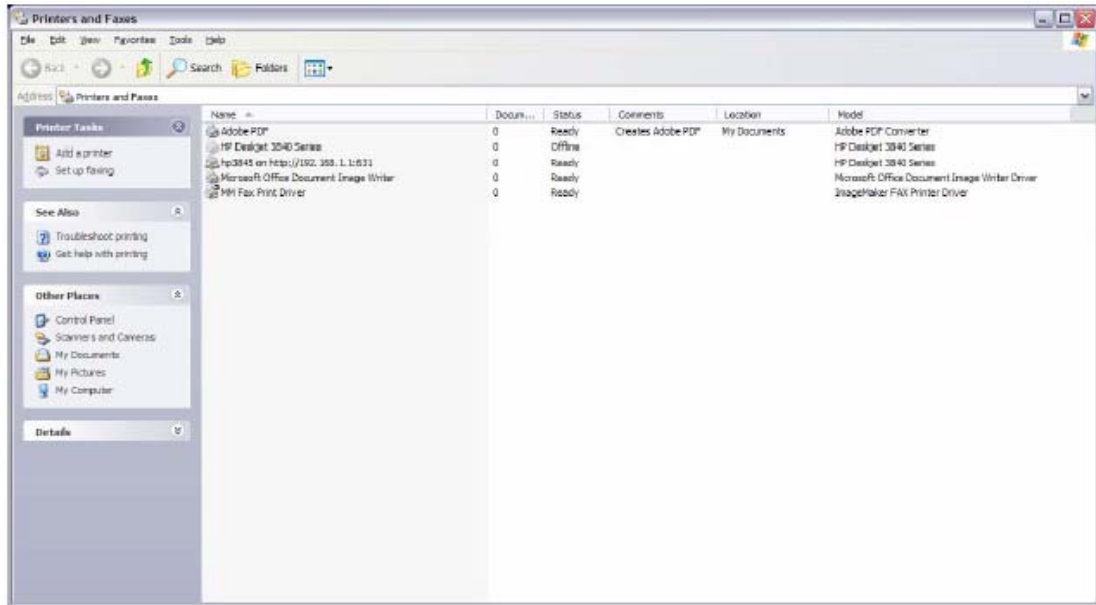 Printers and Faxes
File Edit View Favorites Tools Help
Back Search Folders
Address Printers and Faxes
Printer Tasks
Add a printer
Set up faxing
See Also
Troubleshoot printing
Get help with printing
Other Places
Control Panel
Scanners and Cameras
My Documents
My Pictures
My Computer
Details
Name Docum... Status Comments Location Model
Adobe PDF 0 Ready Creates Adobe PDF My Documents Adobe PDF Converter
HP Deskjet 3840 Series 0 Offline HP Deskjet 3840 Series
hp3845 on http://192.168.1.1:631 0 Ready HP Deskjet 3840 Series
Microsoft Office Document Image Writer 0 Ready Microsoft Office Document Image Writer Driver
MM Fax Print Driver 0 Ready ImageMaker FAX Printer Driver